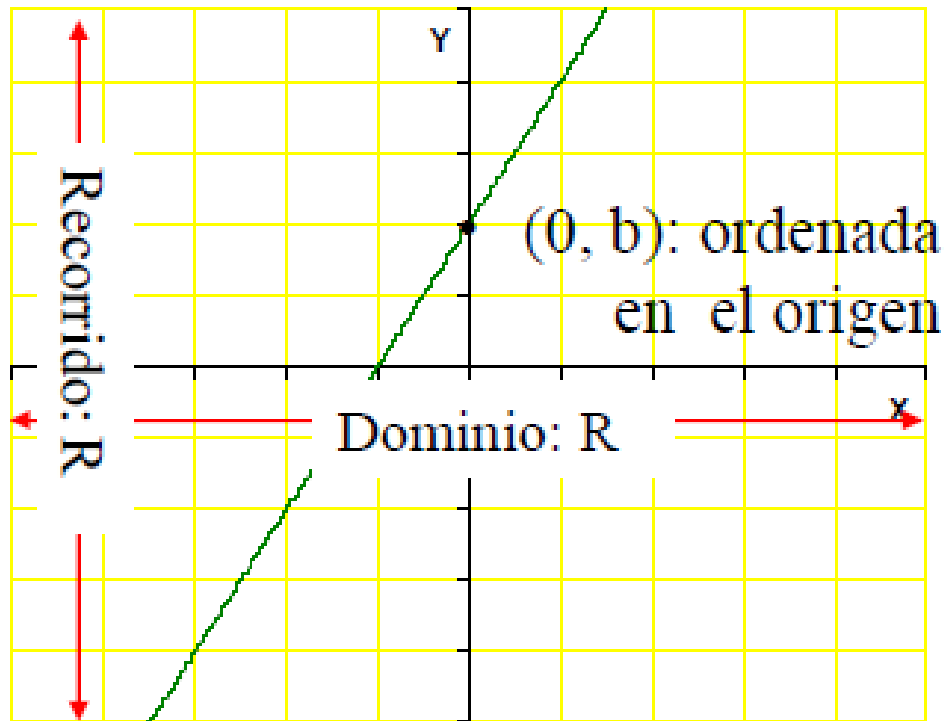 Y
Recorrido: R
(0, b): ordenada
en el origen
X
Dominio: R